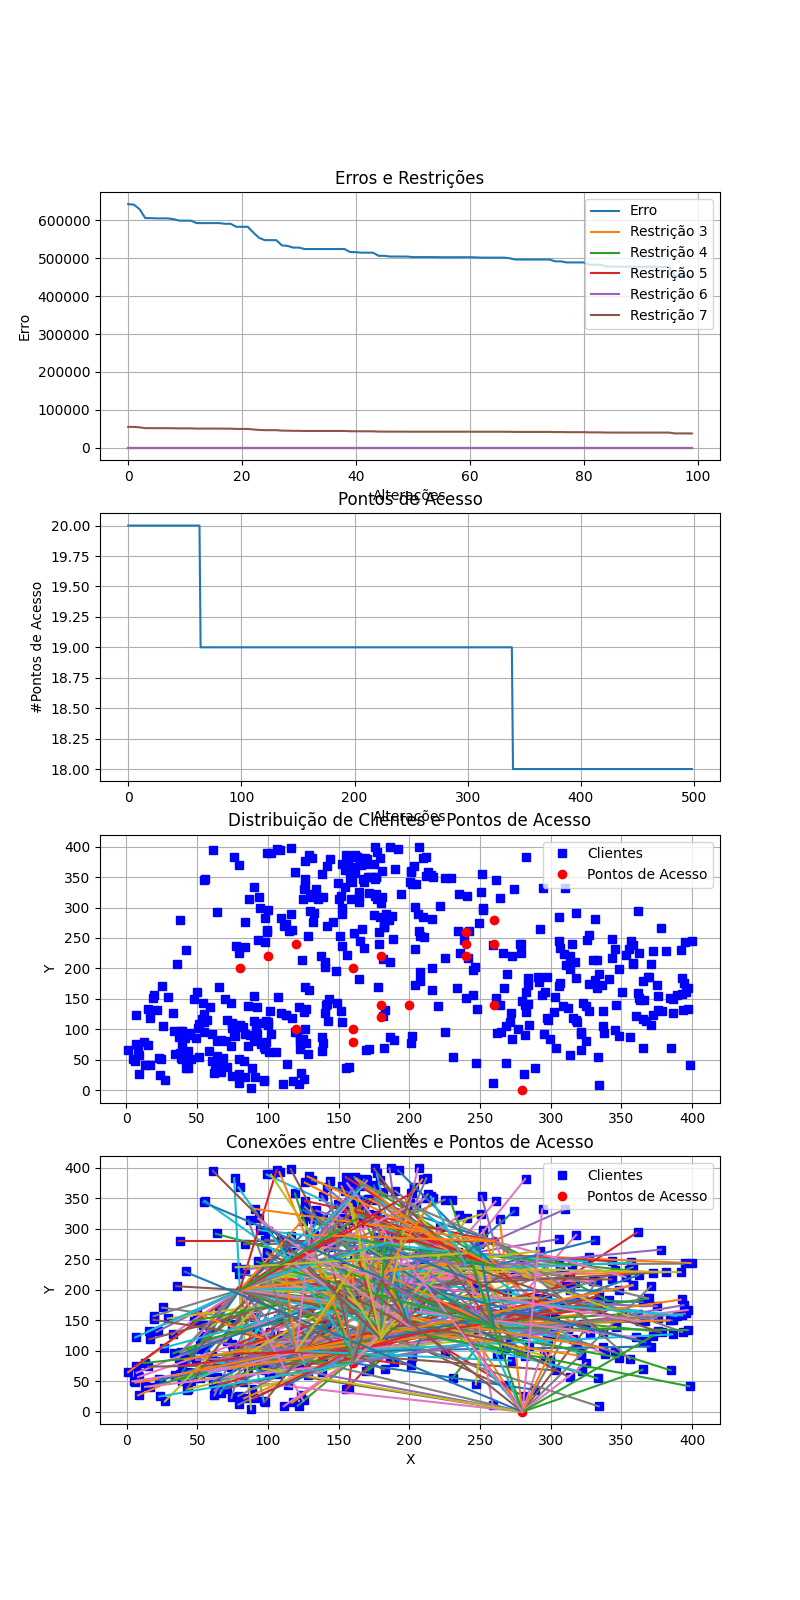 Erros e Restrições
600000
500000
400000
300000
200000
100000
0
Erro
Erro
Restrição 3
Restrição 4
Restrição 5
Restrição 6
Restrição 7
0 20 40 60 80 100
Alterações
Pontos de Acesso
20.00
19.75
19.50
19.25
19.00
18.75
18.50
18.25
18.00
#Pontos de Acesso
0 100 200 300 400 500
Alterações
Distribuição de Clientes e Pontos de Acesso
400
350
300
250
200
150
100
50
0
Y
Clientes
Pontos de Acesso
0 50 100 150 200 250 300 350 400
X
Conexões entre Clientes e Pontos de Acesso
400
350
300
250
200
150
100
50
0
Y
Clientes
Pontos de Acesso
0 50 100 150 200 250 300 350 400
X